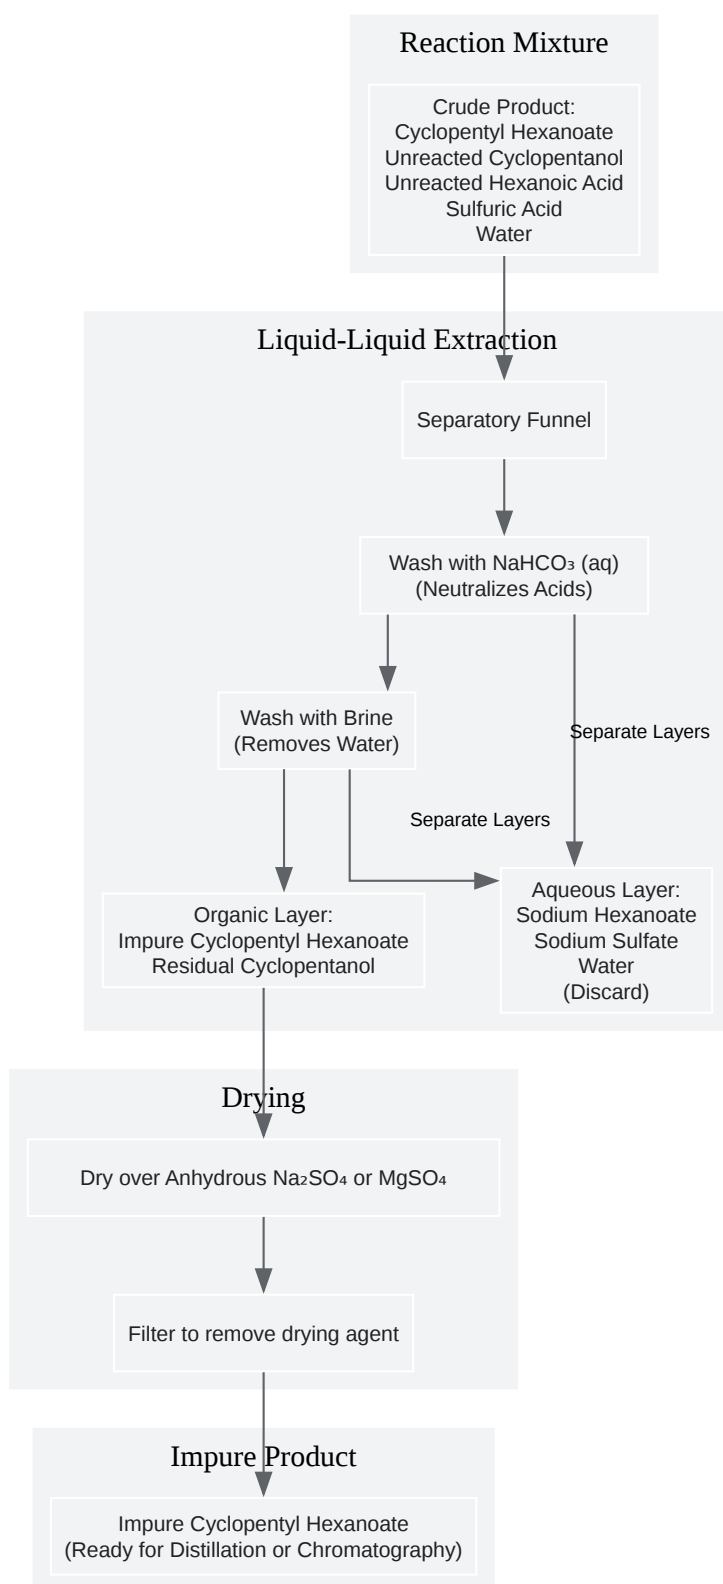 Reaction Mixture
Crude Product:
Cyclopentyl Hexanoate
Unreacted Cyclopentanol
Unreacted Hexanoic Acid
Sulfuric Acid
Water
Liquid-Liquid Extraction
Separatory Funnel
Wash with NaHCO₃ (aq)
(Neutralizes Acids)
Wash with Brine
(Removes Water)
Separate Layers
Separate Layers
Organic Layer:
Impure Cyclopentyl Hexanoate
Residual Cyclopentanol
Aqueous Layer:
Sodium Hexanoate
Sodium Sulfate
Water
(Discard)
Drying
Dry over Anhydrous Na₂SO₄ or MgSO₄
Filter to remove drying agent
Impure Product
Impure Cyclopentyl Hexanoate
(Ready for Distillation or Chromatography)